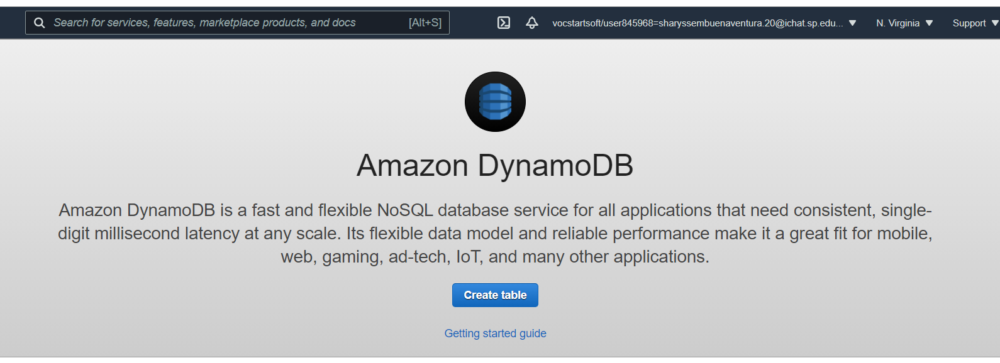 Search for services, features, marketplace products, and docs [Alt+S] vocstartsoft/user845968=sharyssembuenaventura.20@ichat.sp.edu... N. Virginia Support
Amazon DynamoDB
Amazon DynamoDB is a fast and flexible NoSQL database service for all applications that need consistent, single-
digit millisecond latency at any scale. Its flexible data model and reliable performance make it a great fit for mobile,
web, gaming, ad-tech, IoT, and many other applications.
Create table
Getting started guide